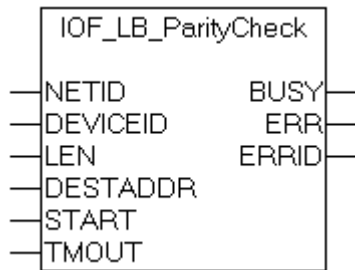 IOF_LB_ParityCheck
NETID BUSY
DEVICEID ERR
LEN ERRID
DESTADDR
START
TMOUT